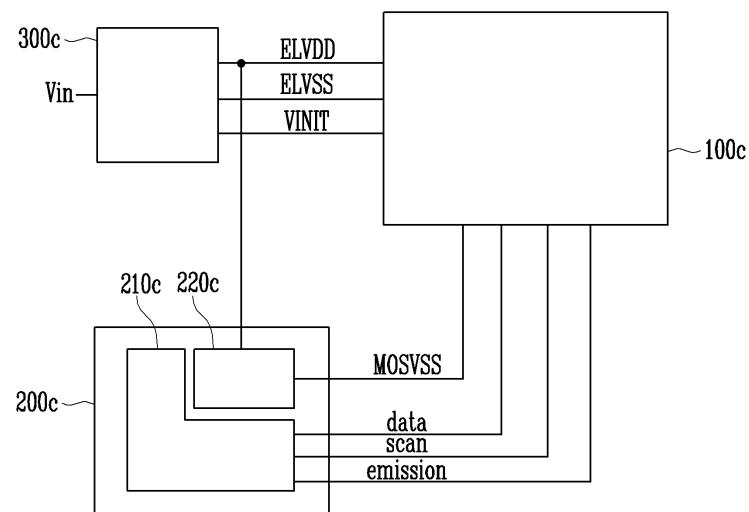 300c
Vin
ELVDD
ELVSS
VINIT
100c
210c
220c
200c
MOSVSS
data
scan
emission